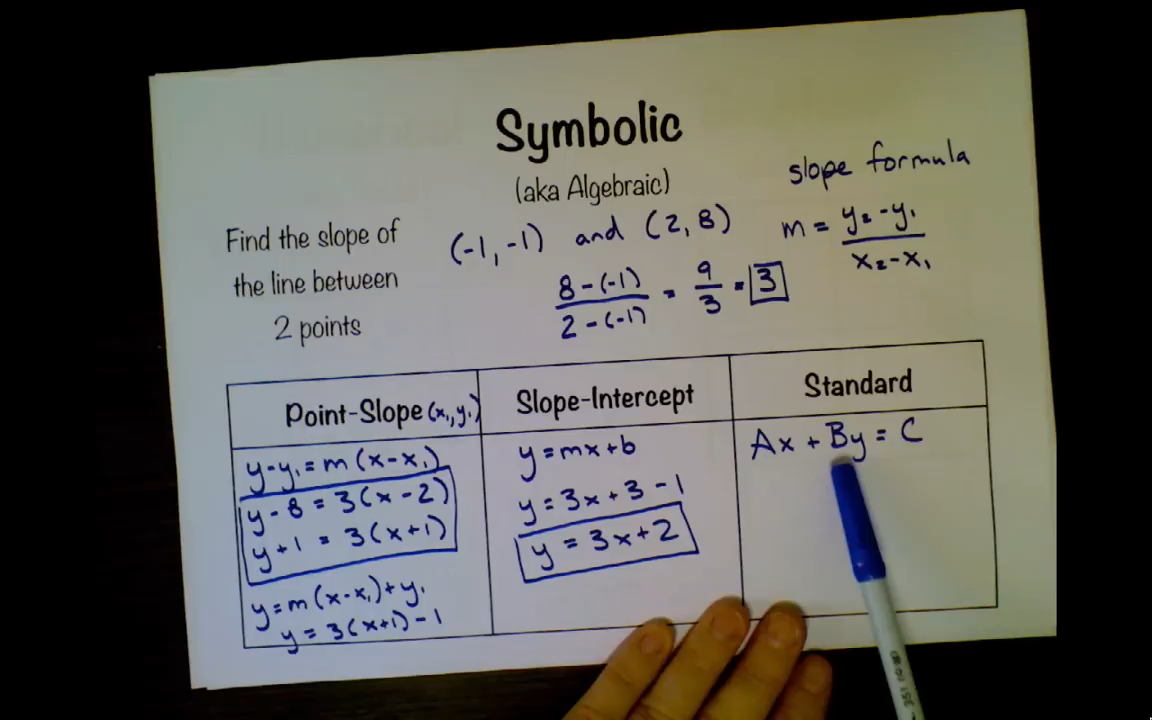 Symbolic
(aka Algebraic)
slope formula
m = y₂-y₁/x₂-x₁
Find the slope of
the line between
2 points
(-1,-1) and (2,8)
8-(-1)/2-(-1) = 9/3 = 3
Point-Slope (x₁,y₁)
y-y₁=m(x-x₁)
y-8=3(x-2)
y+1=3(x+1)
y=m(x-x₁)+y₁
y=3(x+1)-1
Slope-Intercept
y=mx+b
y=3x+3-1
y=3x+2
Standard
Ax+By=C